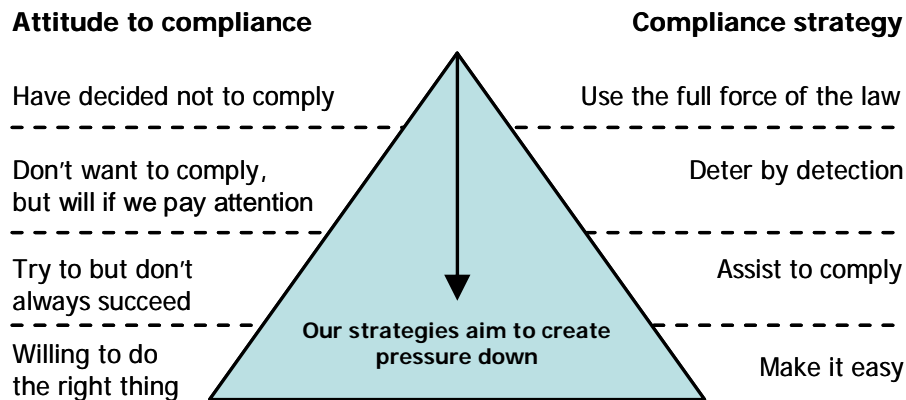 Attitude to compliance
Compliance strategy
Have decided not to comply
Use the full force of the law
Don't want to comply,
but will if we pay attention
Deter by detection
Try to but don't
always succeed
Assist to comply
Our strategies aim to create
pressure down
Willing to do
the right thing
Make it easy